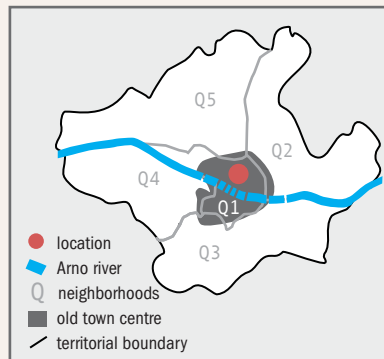 Q5
Q2
Q4
Q1
Q3
location
Arno river
Q neighborhoods
old town centre
territorial boundary